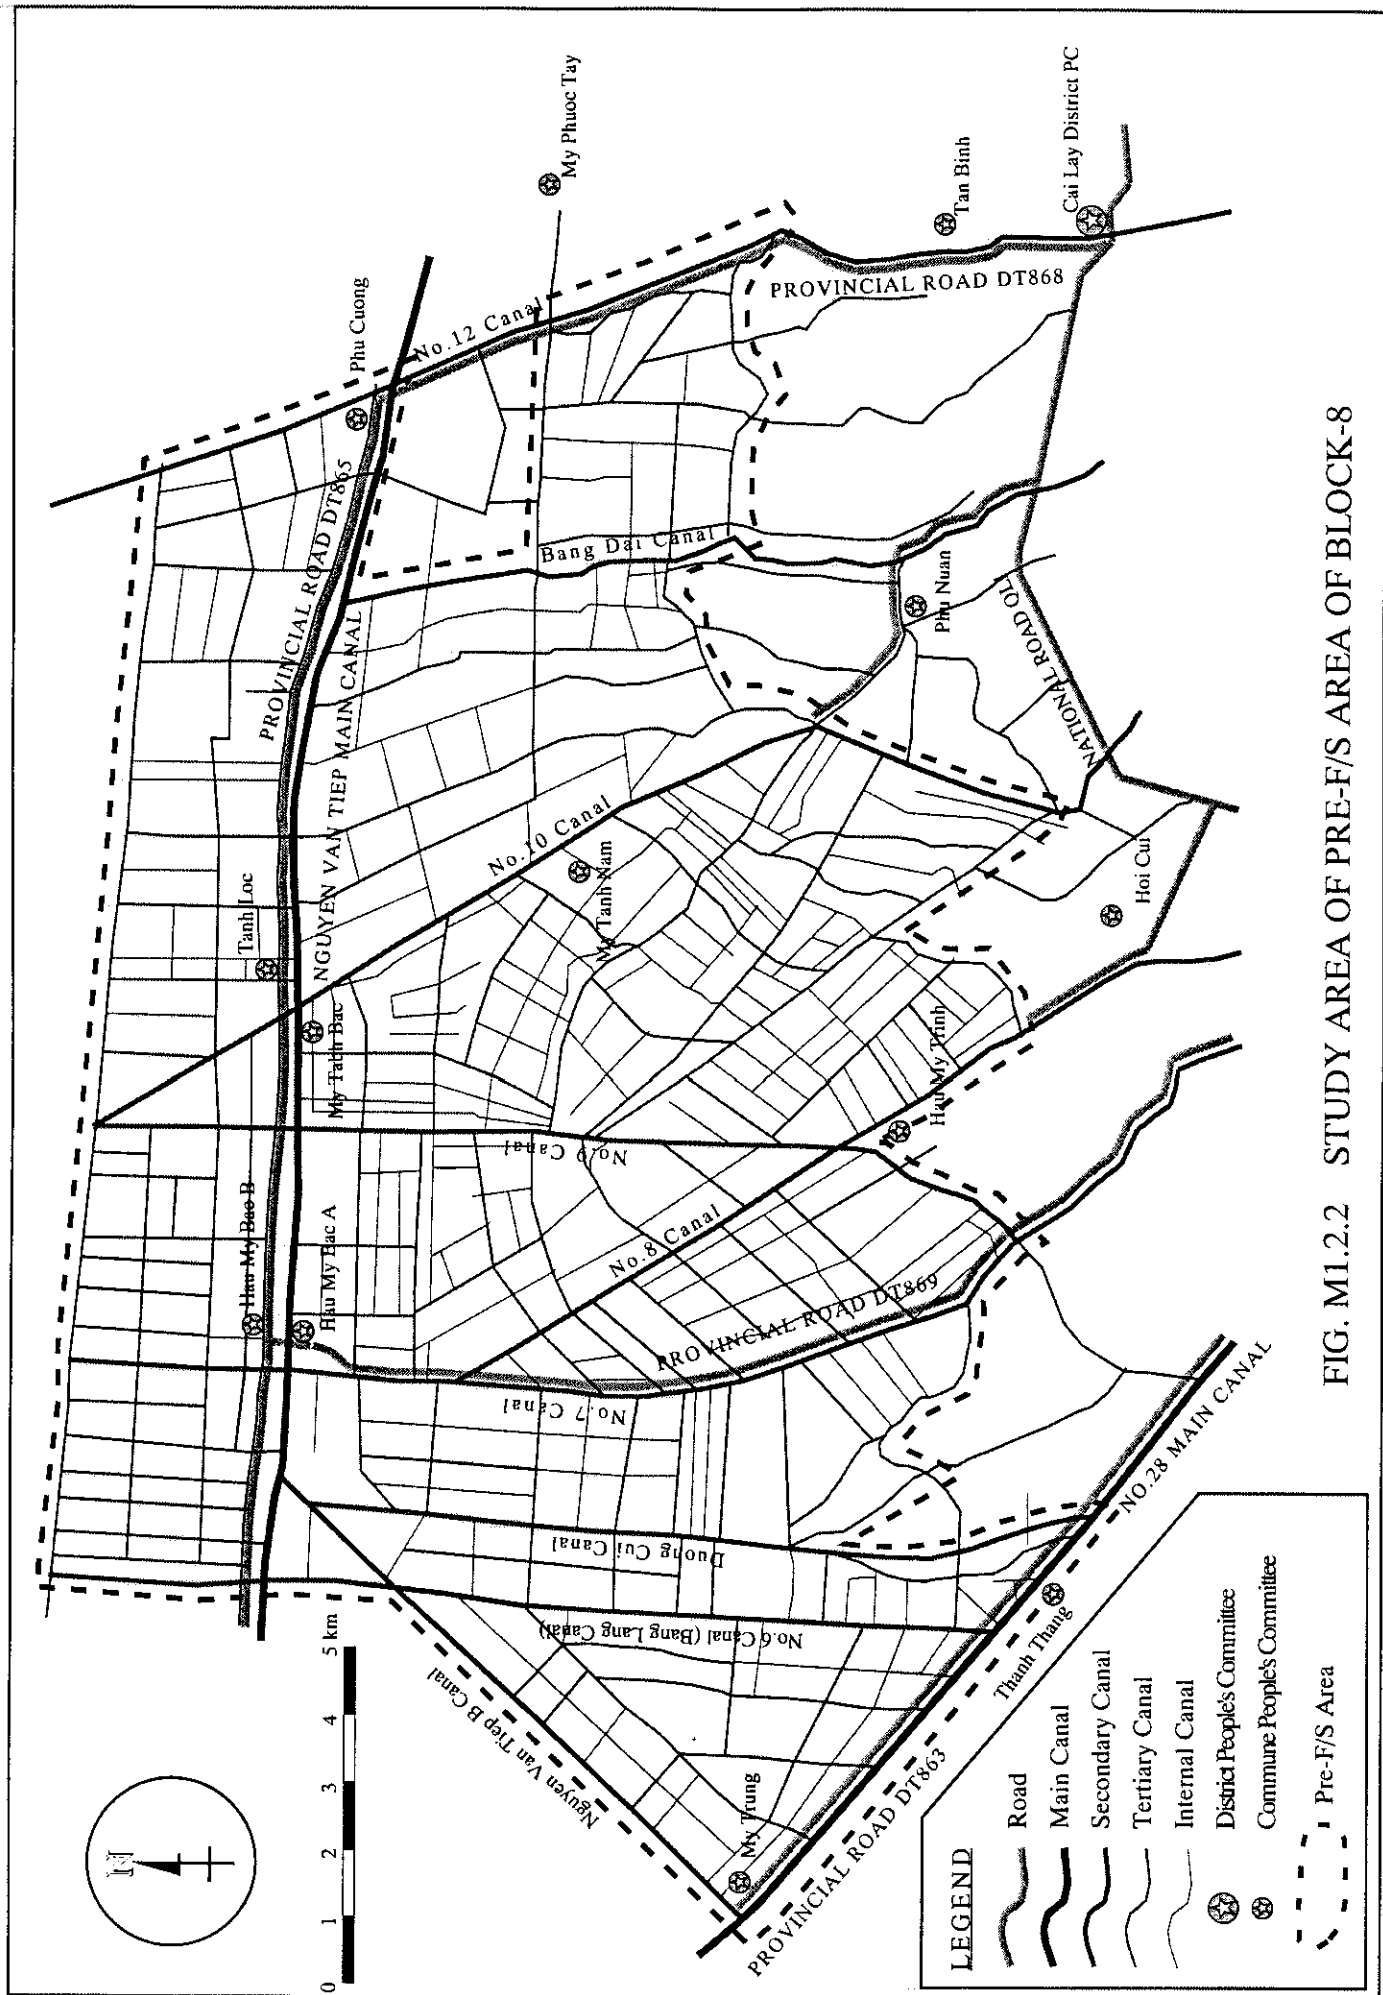 My Phuoc Tay
Tan Binh
Cai Lay District PC
Phu Cuong
No.12 Canal
PROVINCIAL ROAD DT868
PROVINCIAL ROAD DT865
Bang Dai Canal
Phu Nuan
NATIONAL ROAD QL
NGUYEN VAN TIEP MAIN CANAL
No.10 Canal
Tanh Loc
My Tanh Nam
Hoi Cut
My Tanh Bac
Hau My Trinh
No.9 Canal
Hau My Bao B
Hau My Bac A
No.8 Canal
PROVINCIAL ROAD DT869
No.7 Canal
NO.28 MAIN CANAL
Duong Cui Canal
No.6 Canal (Bang Lang Canal))
Thanh Thang
Nguyen Van Tiep B Canal
My Trung
PROVINCIAL ROAD DT863
N
0 1 2 3 4 5 km
LEGEND
Road
Main Canal
Secondary Canal
Tertiary Canal
Internal Canal
District People's Committee
Commune People's Committee
Pre-F/S Area
FIG. M1.2.2 STUDY AREA OF PRE-F/S AREA OF BLOCK-8